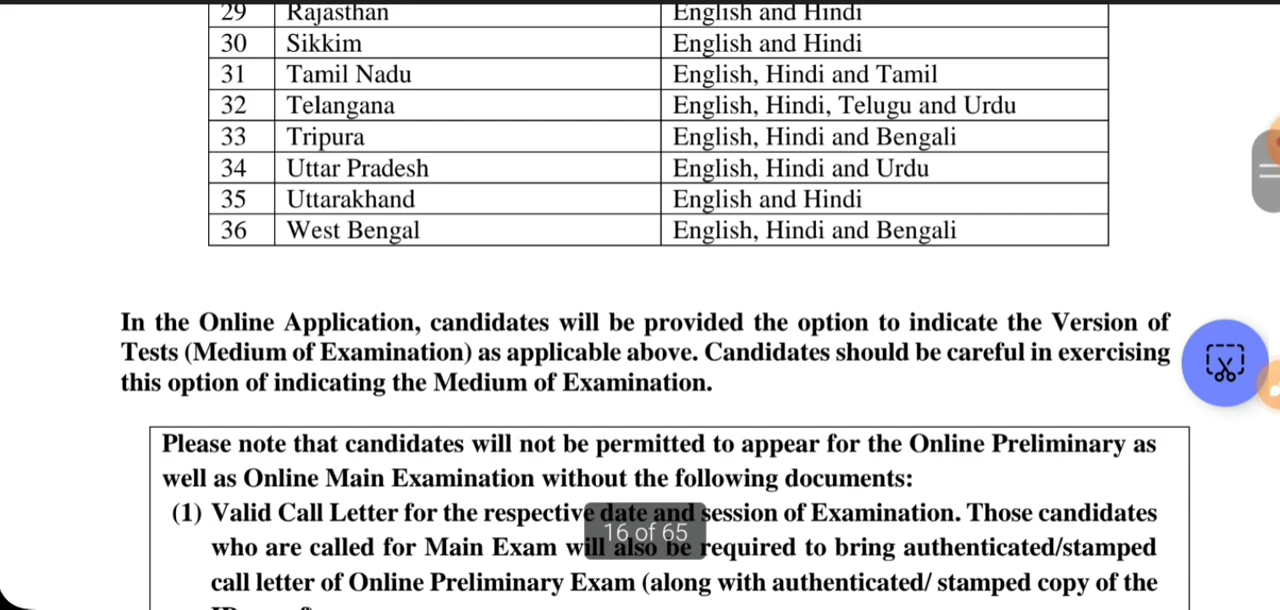 29 Rajasthan English and Hindi
30 Sikkim English and Hindi
31 Tamil Nadu English, Hindi and Tamil
32 Telangana English, Hindi, Telugu and Urdu
33 Tripura English, Hindi and Bengali
34 Uttar Pradesh English, Hindi and Urdu
35 Uttarakhand English and Hindi
36 West Bengal English, Hindi and Bengali
In the Online Application, candidates will be provided the option to indicate the Version of
Tests (Medium of Examination) as applicable above. Candidates should be careful in exercising
this option of indicating the Medium of Examination.
Please note that candidates will not be permitted to appear for the Online Preliminary as
well as Online Main Examination without the following documents:
(1) Valid Call Letter for the respective date and session of Examination. Those candidates
16 of 65
who are called for Main Exam will also be required to bring authenticated/stamped
call letter of Online Preliminary Exam (along with authenticated/ stamped copy of the